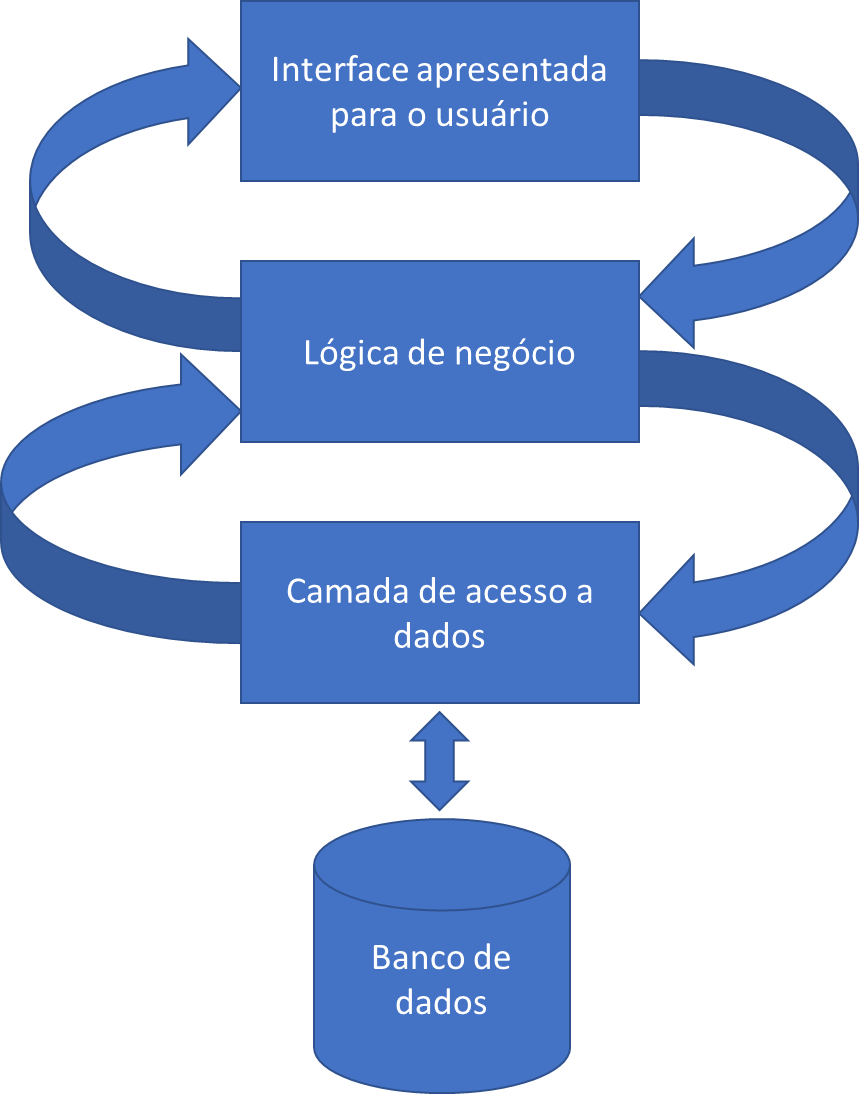 Interface apresentada
para o usuário
Lógica de negócio
Camada de acesso a
dados
Banco de
dados